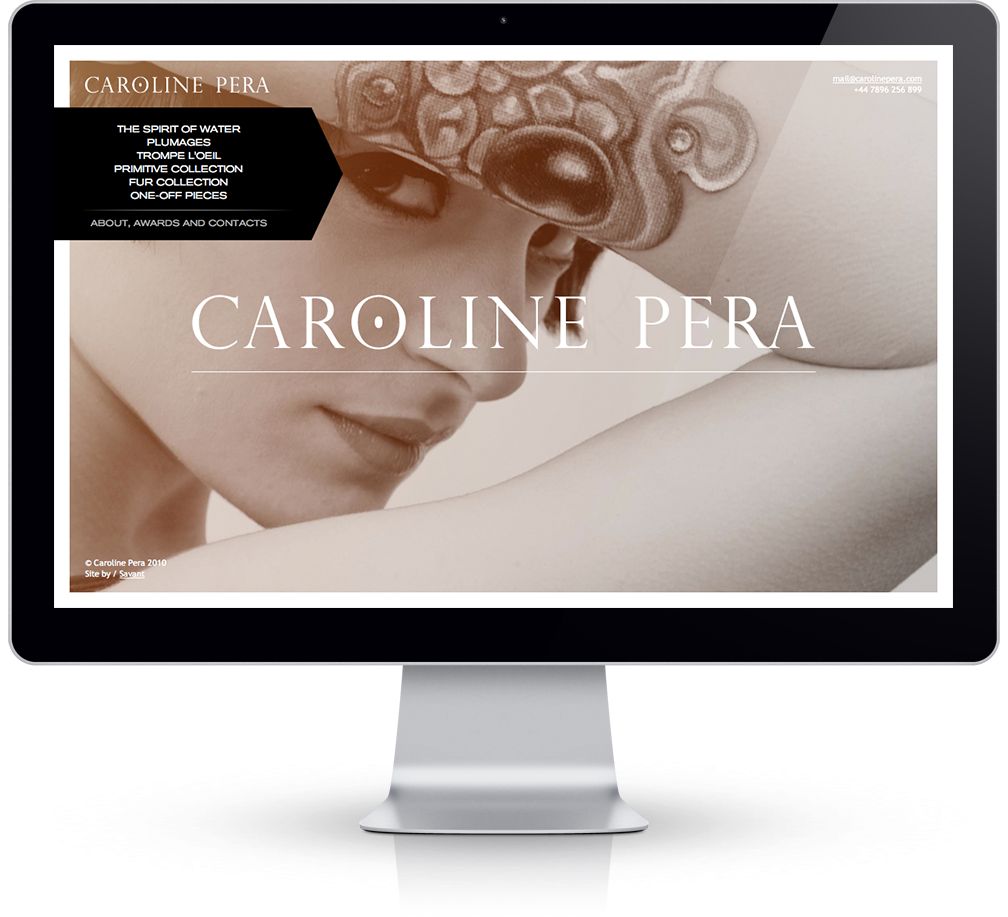 CAROLINE PERA
mail@carolinepera.com
+44 7896 256 899
THE SPIRIT OF WATER
PLUMAGES
TROMPE L'OEIL
PRIMITIVE COLLECTION
FUR COLLECTION
ONE-OFF PIECES
ABOUT, AWARDS AND CONTACTS
CAROLINE PERA
© Caroline Pera 2010
Site by / Savant